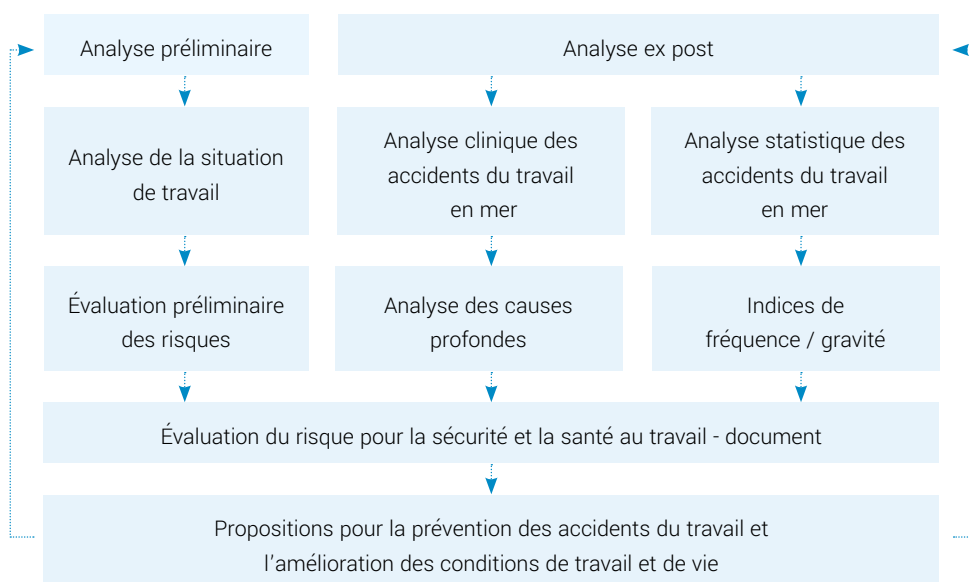 Analyse préliminaire
Analyse ex post
Analyse de la situation
de travail
Analyse clinique des
accidents du travail
en mer
Analyse statistique des
accidents du travail
en mer
Évaluation préliminaire
des risques
Analyse des causes
profondes
Indices de
fréquence / gravité
Évaluation du risque pour la sécurité et la santé au travail - document
Propositions pour la prévention des accidents du travail et
l’amélioration des conditions de travail et de vie